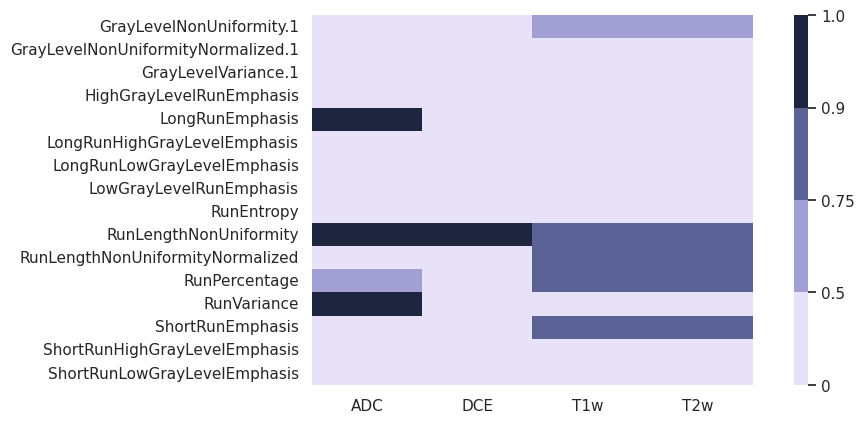 GrayLevelNonUniformity.1
GrayLevelNonUniformityNormalized.1
GrayLevelVariance.1
HighGrayLevelRunEmphasis
LongRunEmphasis
LongRunHighGrayLevelEmphasis
LongRunLowGrayLevelEmphasis
LowGrayLevelRunEmphasis
RunEntropy
RunLengthNonUniformity
RunLengthNonUniformityNormalized
RunPercentage
RunVariance
ShortRunEmphasis
ShortRunHighGrayLevelEmphasis
ShortRunLowGrayLevelEmphasis
ADC DCE T1w T2w
1.0
0.9
0.75
0.5
0